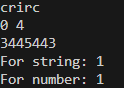 crirc
0 4
3445443
For string: 1
For number: 1